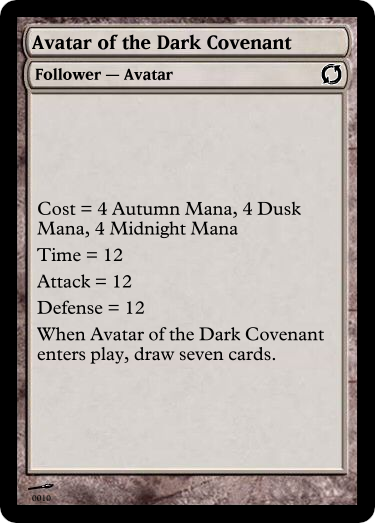 Avatar of the Dark Covenant
Follower — Avatar
Cost = 4 Autumn Mana, 4 Dusk
Mana, 4 Midnight Mana
Time = 12
Attack = 12
Defense = 12
When Avatar of the Dark Covenant
enters play, draw seven cards.
0010